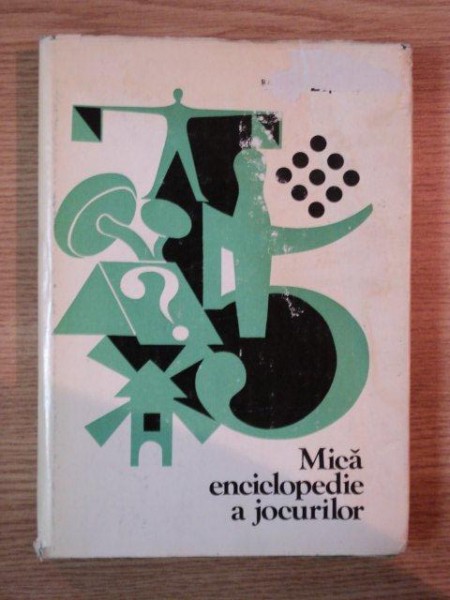 ?
Mică
enciclopedie
a jocurilor